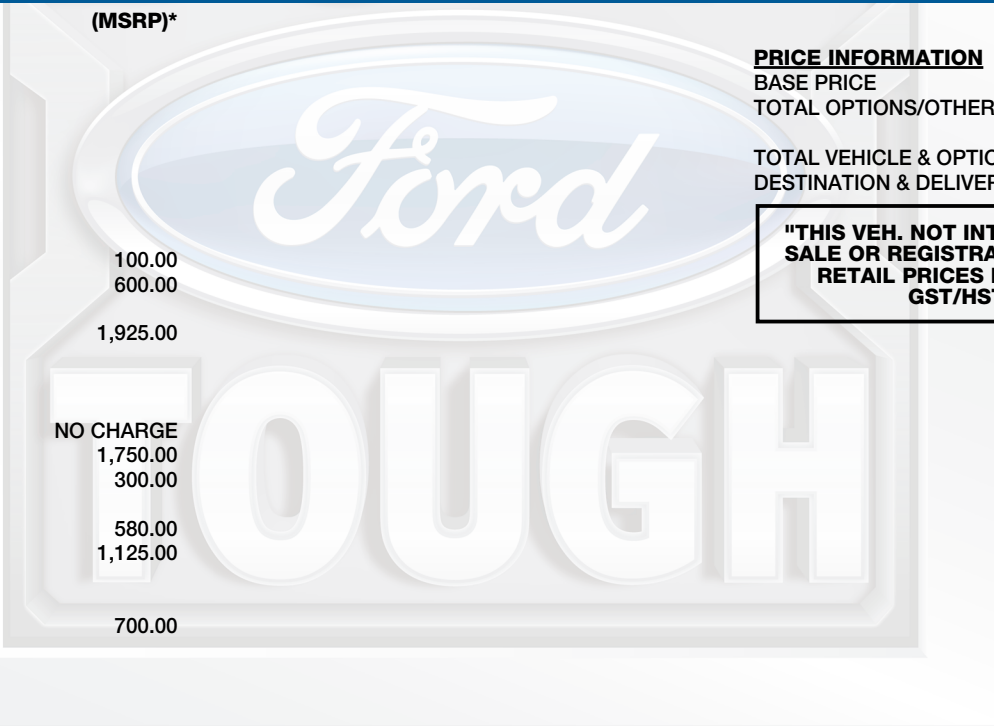 (MSRP)*
100.00
600.00
1,925.00
NO CHARGE
1,750.00
300.00
580.00
1,125.00
700.00
PRICE INFORMATION
BASE PRICE
TOTAL OPTIONS/OTHER
TOTAL VEHICLE & OPTIO
DESTINATION & DELIVER
"THIS VEH. NOT INT
SALE OR REGISTRA
RETAIL PRICES
GST/HST
Ford
TOUGH